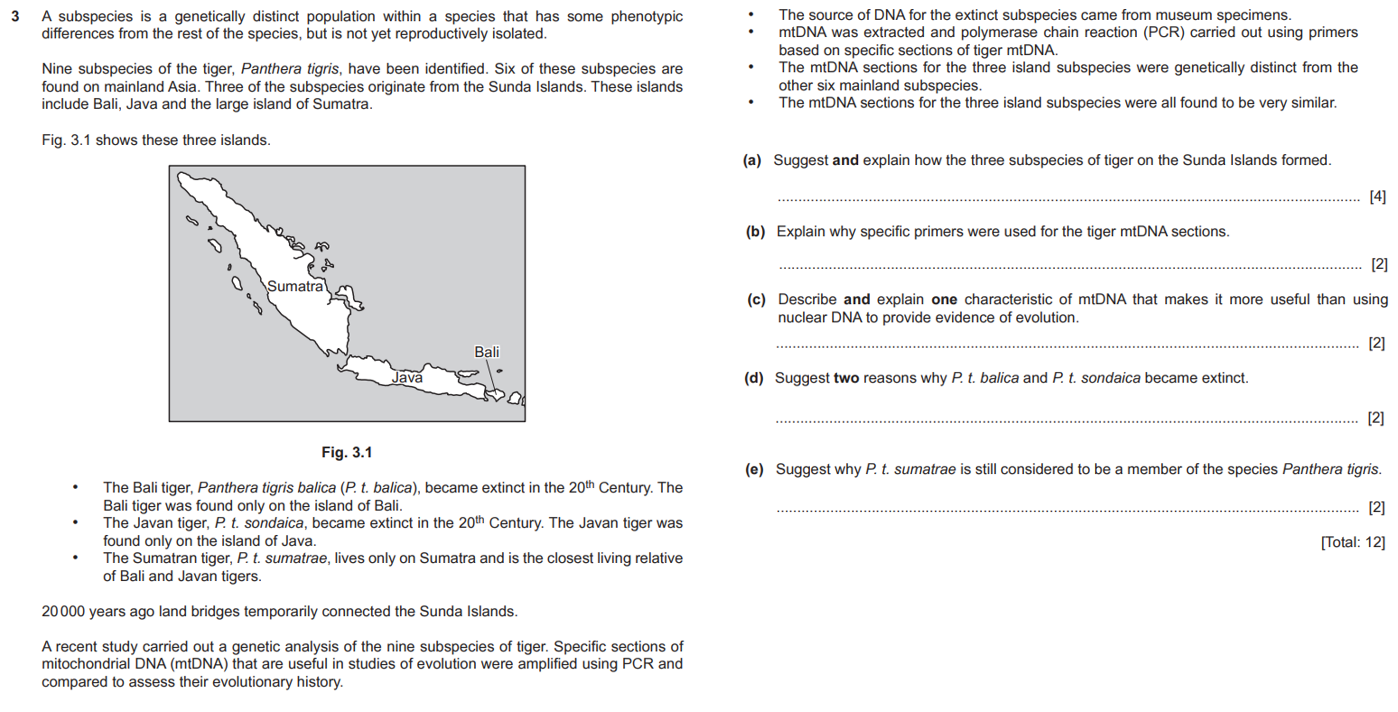 3 A subspecies is a genetically distinct population within a species that has some phenotypic
differences from the rest of the species, but is not yet reproductively isolated.
Nine subspecies of the tiger, Panthera tigris, have been identified. Six of these subspecies are
found on mainland Asia. Three of the subspecies originate from the Sunda Islands. These islands
include Bali, Java and the large island of Sumatra.
Fig. 3.1 shows these three islands.
Sumatra
Bali
Java
Fig. 3.1
• The Bali tiger, Panthera tigris balica (P. t. balica), became extinct in the 20th Century. The
Bali tiger was found only on the island of Bali.
• The Javan tiger, P. t. sondaica, became extinct in the 20th Century. The Javan tiger was
found only on the island of Java.
• The Sumatran tiger, P. t. sumatrae, lives only on Sumatra and is the closest living relative
of Bali and Javan tigers.
20 000 years ago land bridges temporarily connected the Sunda Islands.
A recent study carried out a genetic analysis of the nine subspecies of tiger. Specific sections of
mitochondrial DNA (mtDNA) that are useful in studies of evolution were amplified using PCR and
compared to assess their evolutionary history.
• The source of DNA for the extinct subspecies came from museum specimens.
• mtDNA was extracted and polymerase chain reaction (PCR) carried out using primers
based on specific sections of tiger mtDNA.
• The mtDNA sections for the three island subspecies were genetically distinct from the
other six mainland subspecies.
• The mtDNA sections for the three island subspecies were all found to be very similar.
(a) Suggest and explain how the three subspecies of tiger on the Sunda Islands formed.
[4]
(b) Explain why specific primers were used for the tiger mtDNA sections.
[2]
(c) Describe and explain one characteristic of mtDNA that makes it more useful than using
nuclear DNA to provide evidence of evolution.
[2]
(d) Suggest two reasons why P. t. balica and P. t. sondaica became extinct.
[2]
(e) Suggest why P. t. sumatrae is still considered to be a member of the species Panthera tigris.
[2]
[Total: 12]